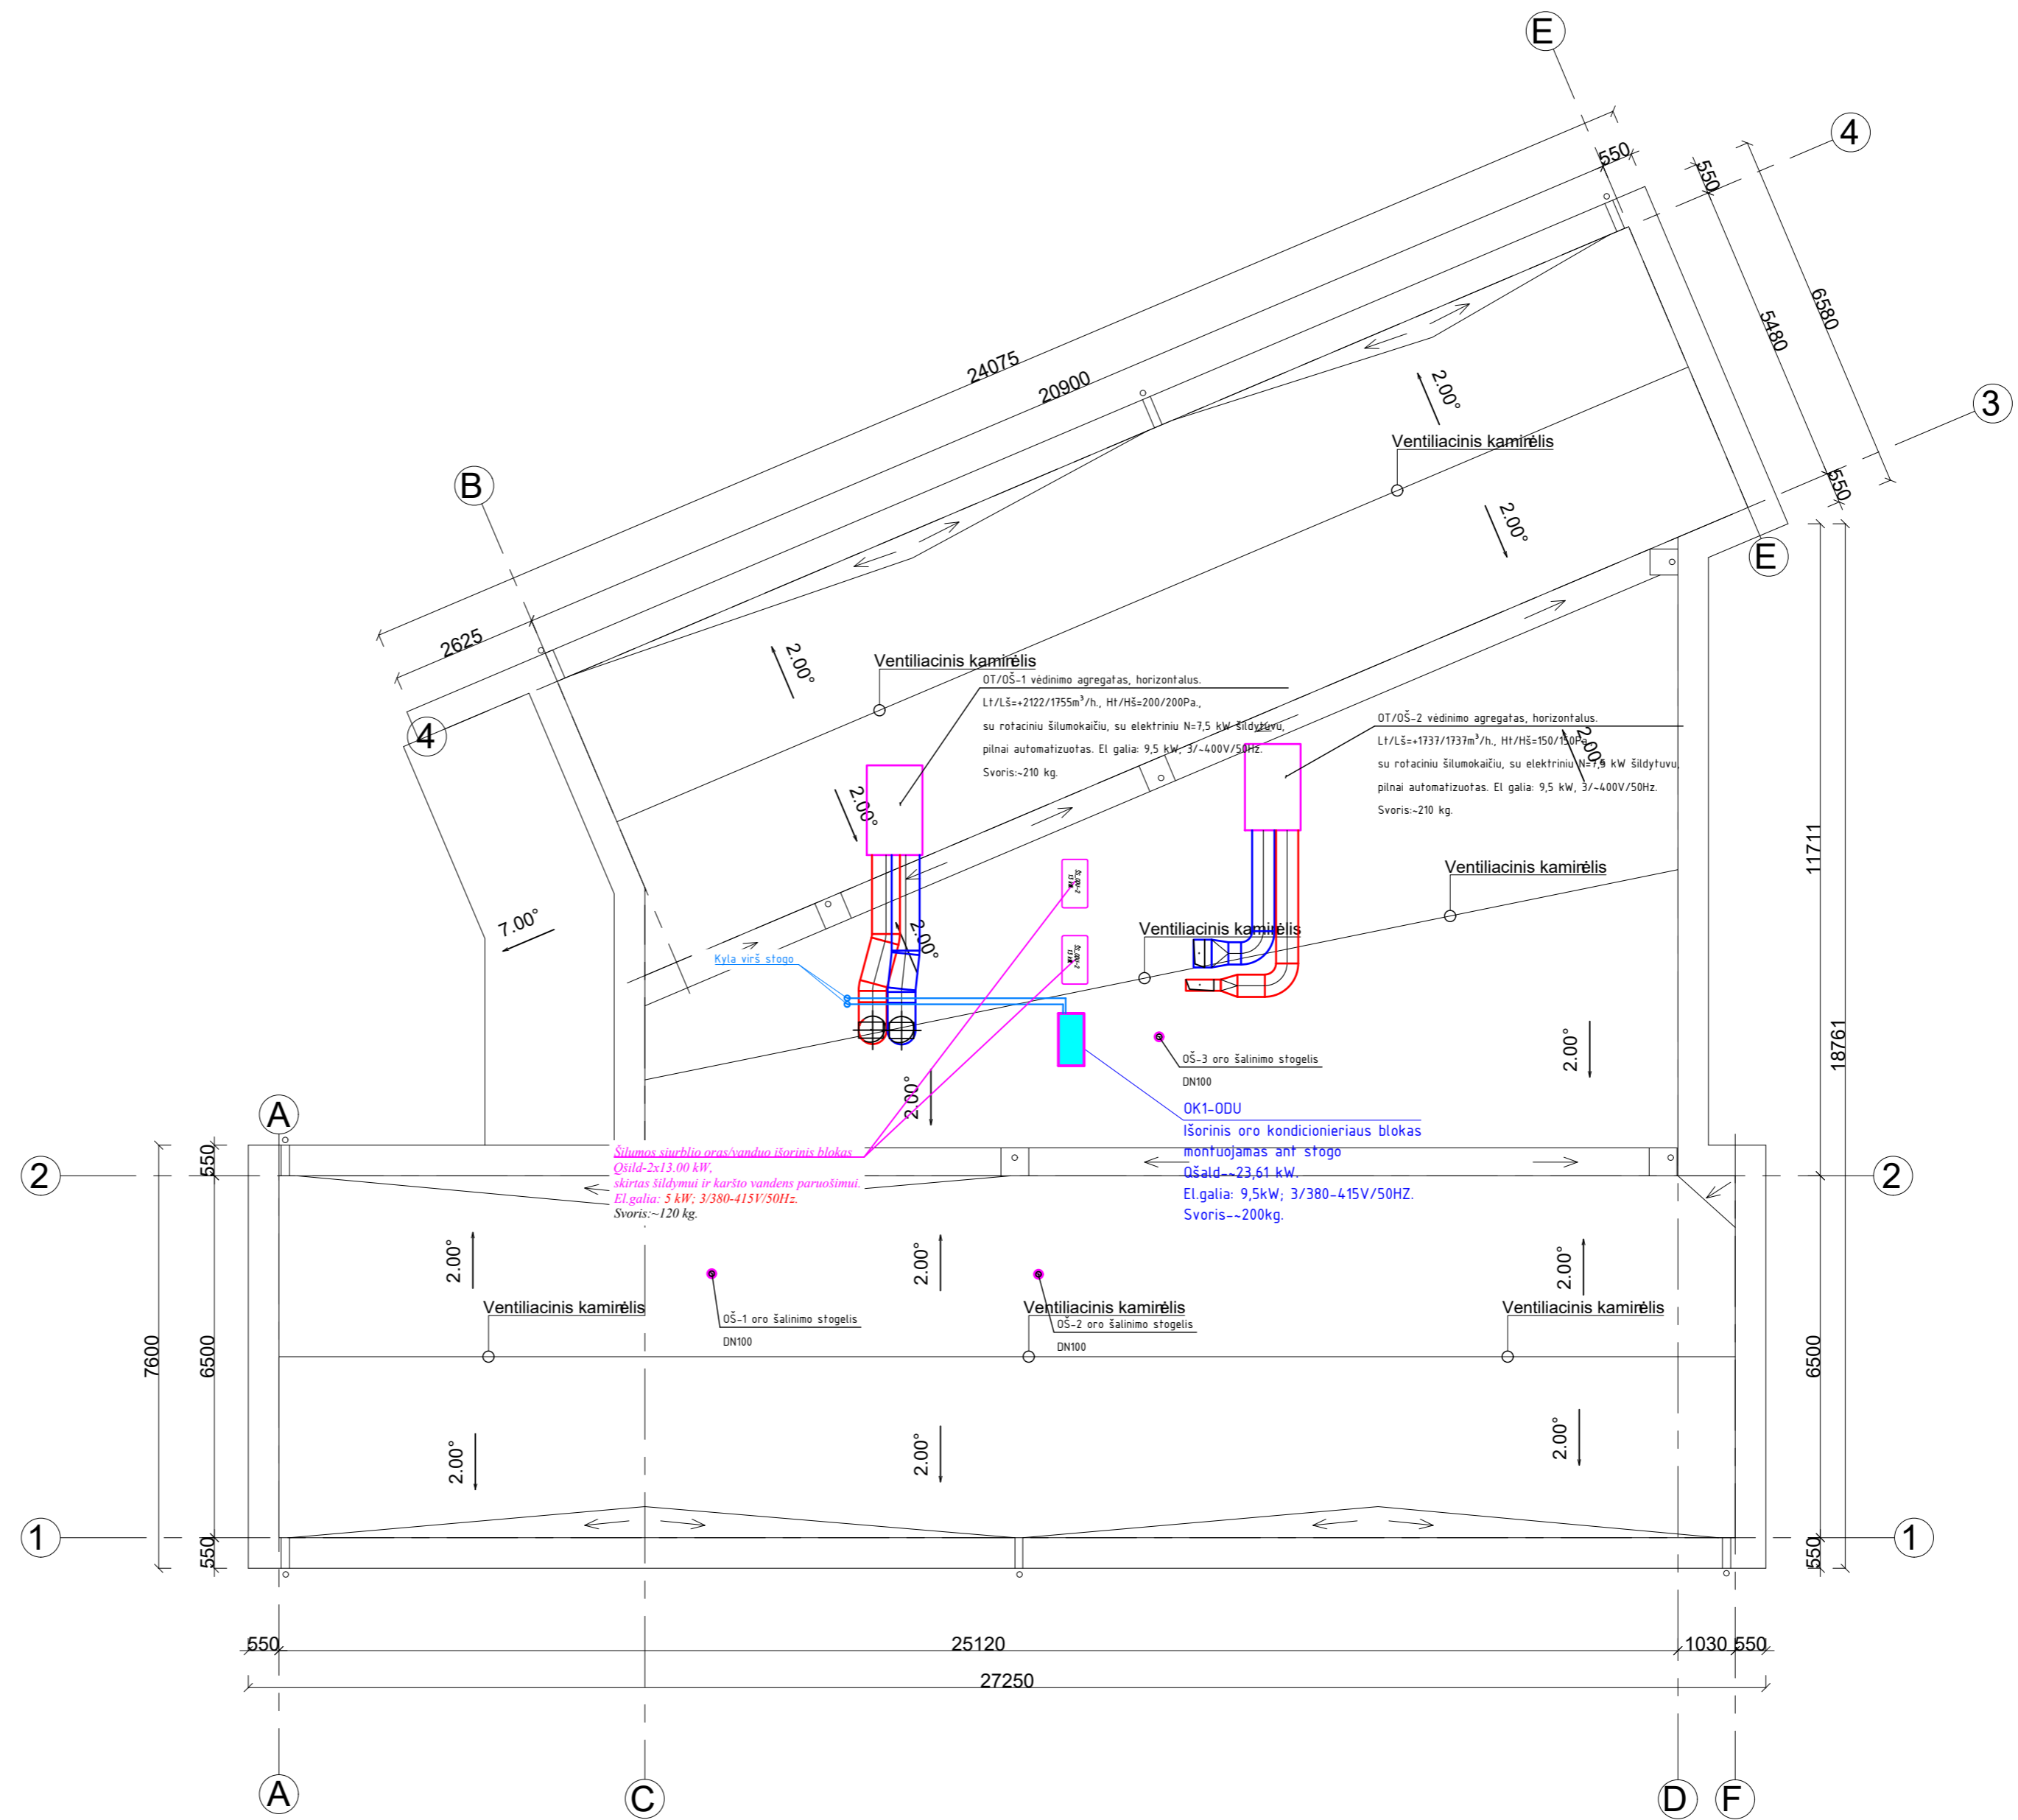 E
4
550
550
6580
5480
24075
20900
3
2.00°
Ventiliacinis kaminėlis
550
B
2.00°
E
2625
2.00°
Ventiliacinis kaminėlis
OT/OŠ-1 vėdinimo agregatas, horizontalus.
Lt/Lš=+2122/1755m³/h., Ht/Hš=200/200Pa.,
su rotaciniu šilumokaičiu, su elektriniu N=7,5 kW šildytuvu,
pilnai automatizuotas. El galia: 9,5 kW, 3/~400V/50Hz.
Svoris:~210 kg.
OT/OŠ-2 vėdinimo agregatas, horizontalus.
Lt/Lš=+1737/1737m³/h., Ht/Hš=150/150Pa.,
su rotaciniu šilumokaičiu, su elektriniu N=7,5 kW šildytuvu,
pilnai automatizuotas. El galia: 9,5 kW, 3/~400V/50Hz.
Svoris:~210 kg.
4
2.00°
2.00°
11711
Ventiliacinis kaminėlis
7.00°
2.00°
Ventiliacinis kaminėlis
Kyla virš stogo
18761
2.00°
2.00°
OŠ-3 oro šalinimo stogelis
DN100
A
OK1-ODU
Išorinis oro kondicionieriaus blokas
montuojamas ant stogo
Qšald-~23,61 kW.
El.galia: 9,5kW; 3/380-415V/50HZ.
Svoris-~200kg.
Šilumos siurblio oras/vanduo išorinis blokas
Qšild-2x13.00 kW,
skirtas šildymui ir karšto vandens paruošimui.
El.galia: 5 kW; 3/380-415V/50Hz.
Svoris:~120 kg.
550
2
2
2.00°
2.00°
2.00°
Ventiliacinis kaminėlis
OŠ-1 oro šalinimo stogelis
DN100
Ventiliacinis kaminėlis
OŠ-2 oro šalinimo stogelis
DN100
Ventiliacinis kaminėlis
7600
6500
6500
2.00°
2.00°
2.00°
1
550
550
1
550
25120
1030
550
27250
A
C
D
F